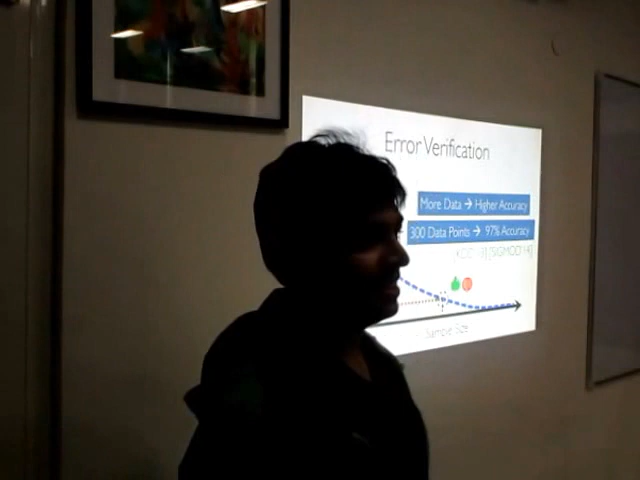 Error Verification
More Data → Higher Accuracy
300 Data Points → 97% Accuracy
Sample Size